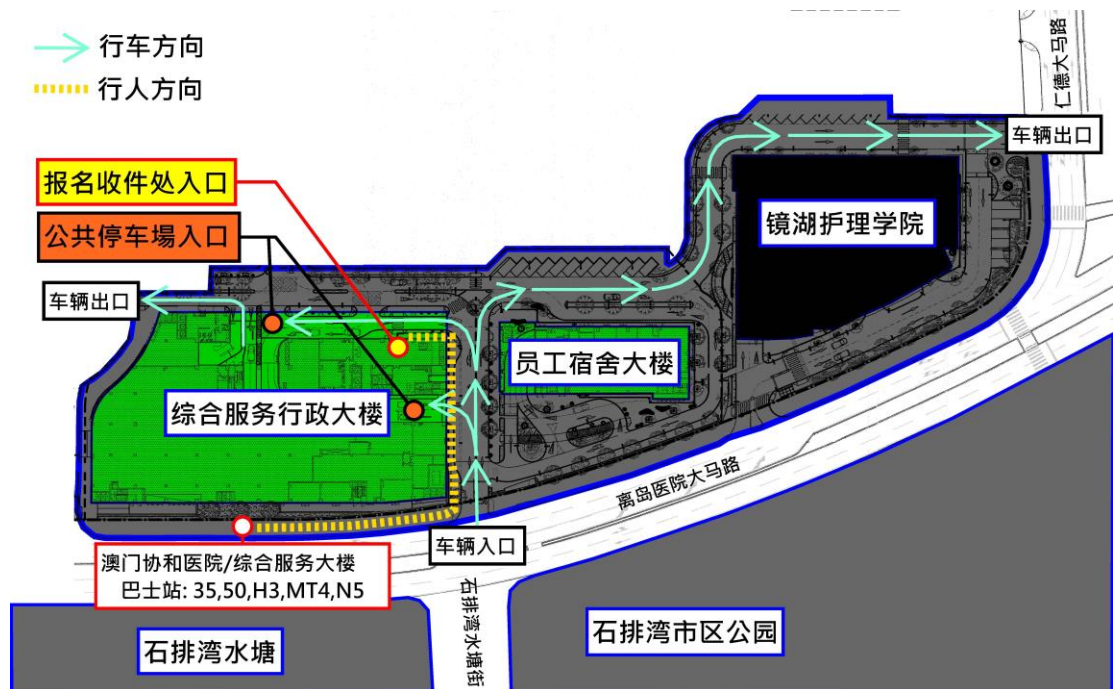 行车方向
行人方向
仁德大马路
车辆出口
报名收件处入口
公共停车場入口
镜湖护理学院
车辆出口
员工宿舍大楼
综合服务行政大楼
离岛医院大马路
车辆入口
澳门协和医院/综合服务大楼
巴士站: 35,50,H3,MT4,N5
石排湾水塘街
石排湾市区公园
石排湾水塘